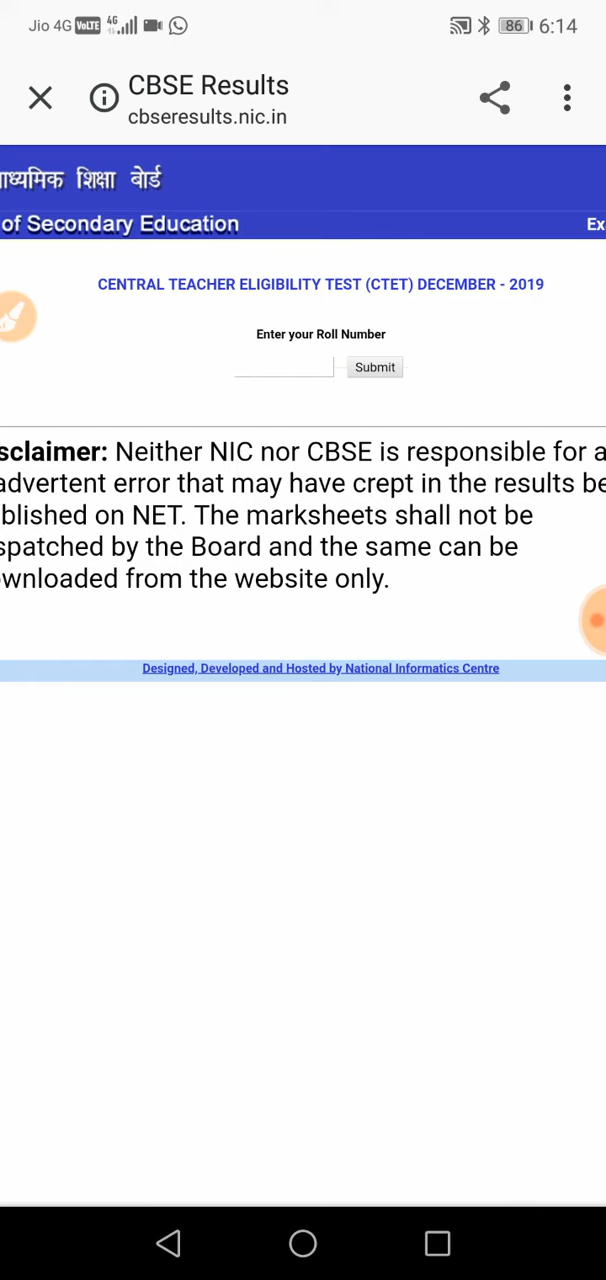 Jio 4G VoLTE 4G 86 6:14
CBSE Results
cbseresults.nic.in
ाध्यमिक शिक्षा बोर्ड
of Secondary Education Ex
CENTRAL TEACHER ELIGIBILITY TEST (CTET) DECEMBER - 2019
Enter your Roll Number
Submit
sclaimer: Neither NIC nor CBSE is responsible for a
advertent error that may have crept in the results be
blished on NET. The marksheets shall not be
spatched by the Board and the same can be
ownloaded from the website only.
Designed, Developed and Hosted by National Informatics Centre